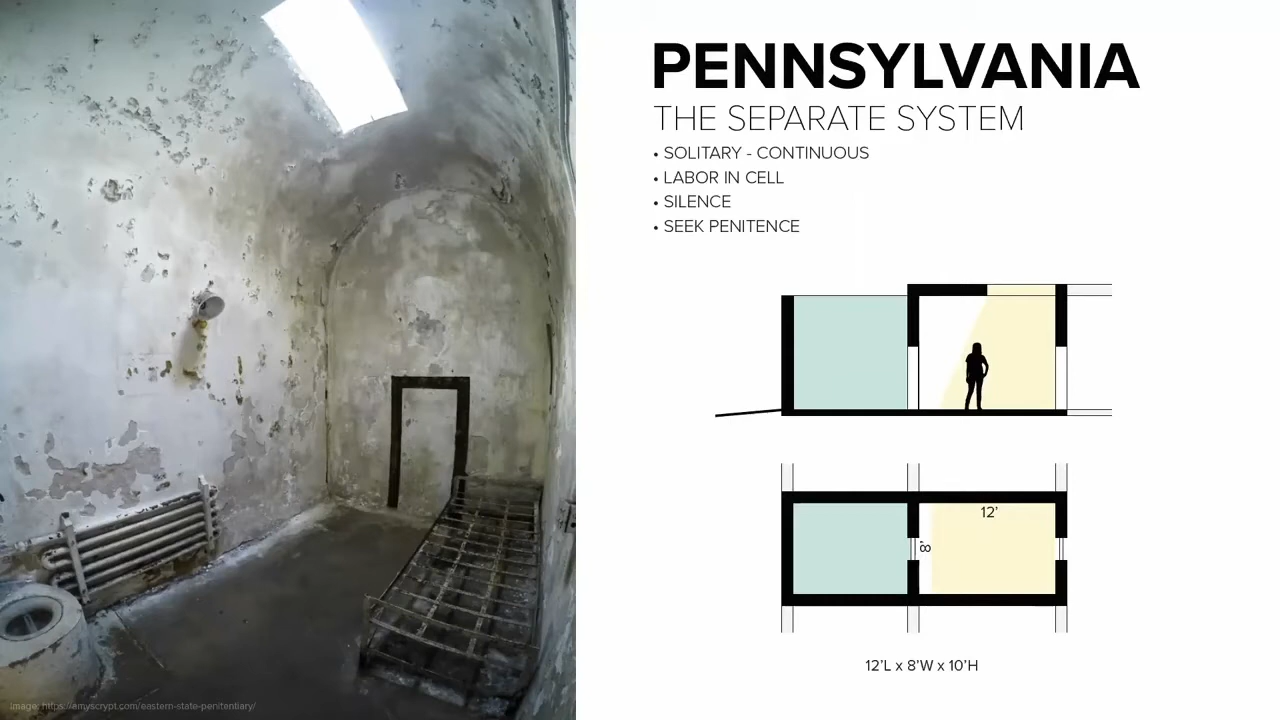 PENNSYLVANIA
THE SEPARATE SYSTEM
• SOLITARY - CONTINUOUS
• LABOR IN CELL
• SILENCE
• SEEK PENITENCE
12'
8'
12'L x 8'W x 10'H
image: https://amyscrypt.com/eastern-state-penitentiary/